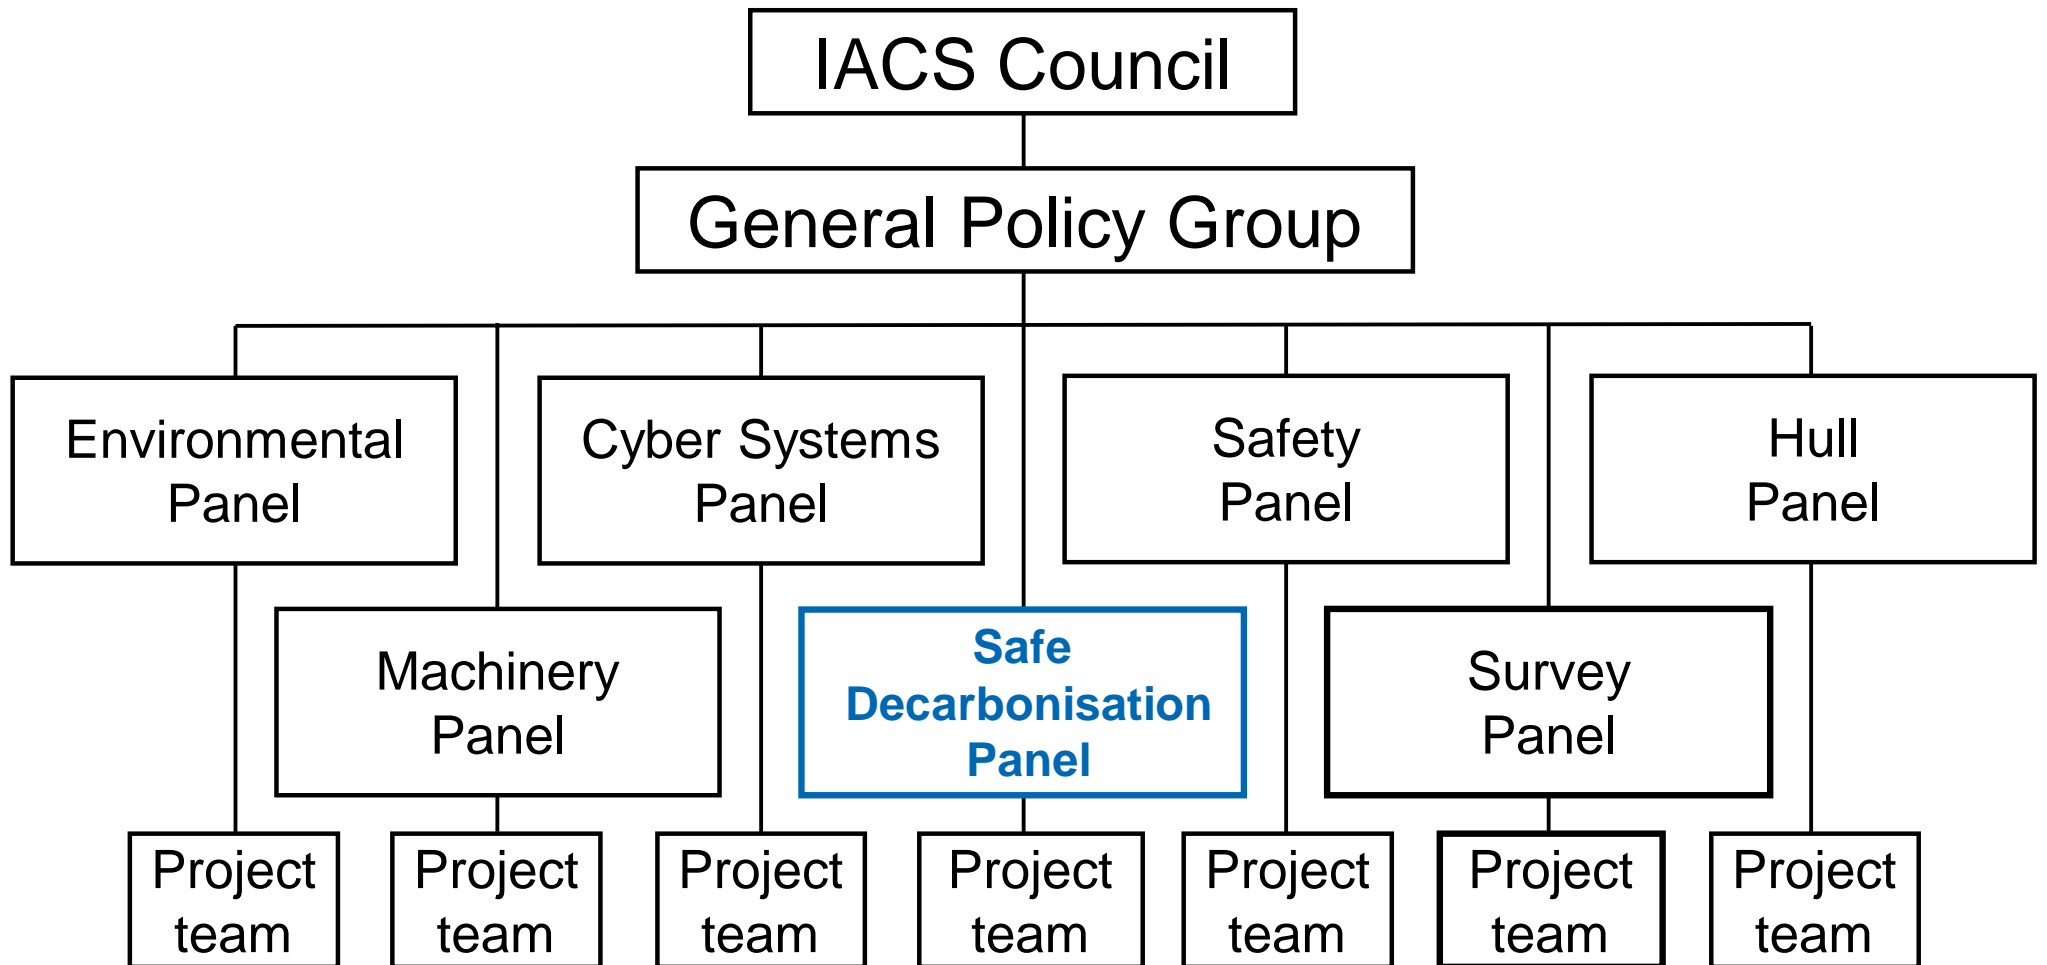 IACS Council
General Policy Group
Environmental
Panel
Cyber Systems
Panel
Safety
Panel
Hull
Panel
Machinery
Panel
Safe
Decarbonisation
Panel
Survey
Panel
Project
team
Project
team
Project
team
Project
team
Project
team
Project
team
Project
team